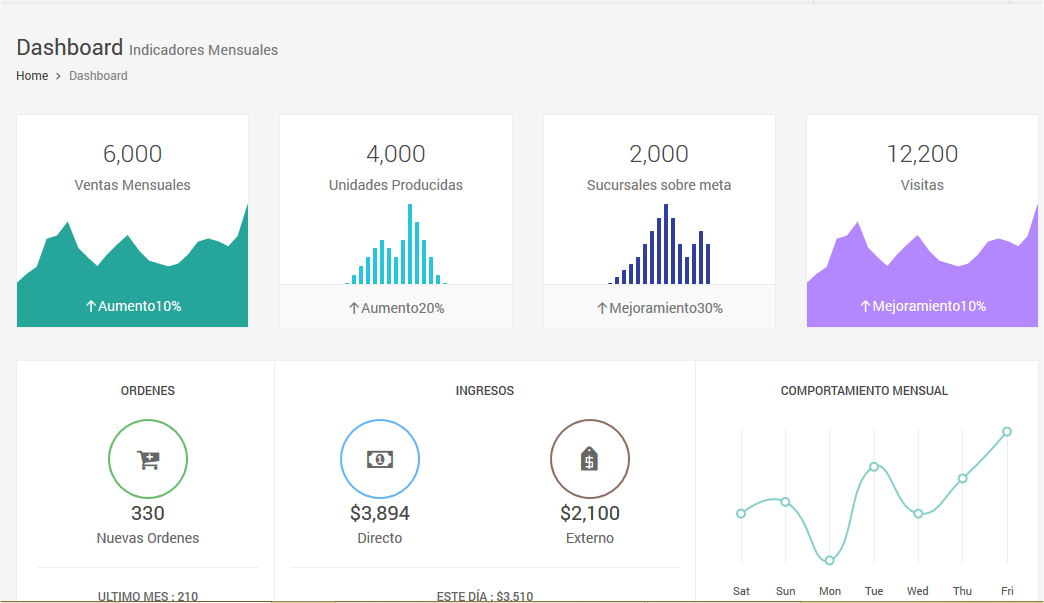 Dashboard Indicadores Mensuales
Home > Dashboard
6,000
Ventas Mensuales
↑Aumento10%
4,000
Unidades Producidas
↑Aumento20%
2,000
Sucursales sobre meta
↑Mejoramiento30%
12,200
Visitas
↑Mejoramiento10%
ORDENES
330
Nuevas Ordenes
ULTIMO MES : 210
INGRESOS
1
$3,894
Directo
$
$2,100
Externo
ESTE DÍA : $3,510
COMPORTAMIENTO MENSUAL
Sat Sun Mon Tue Wed Thu Fri